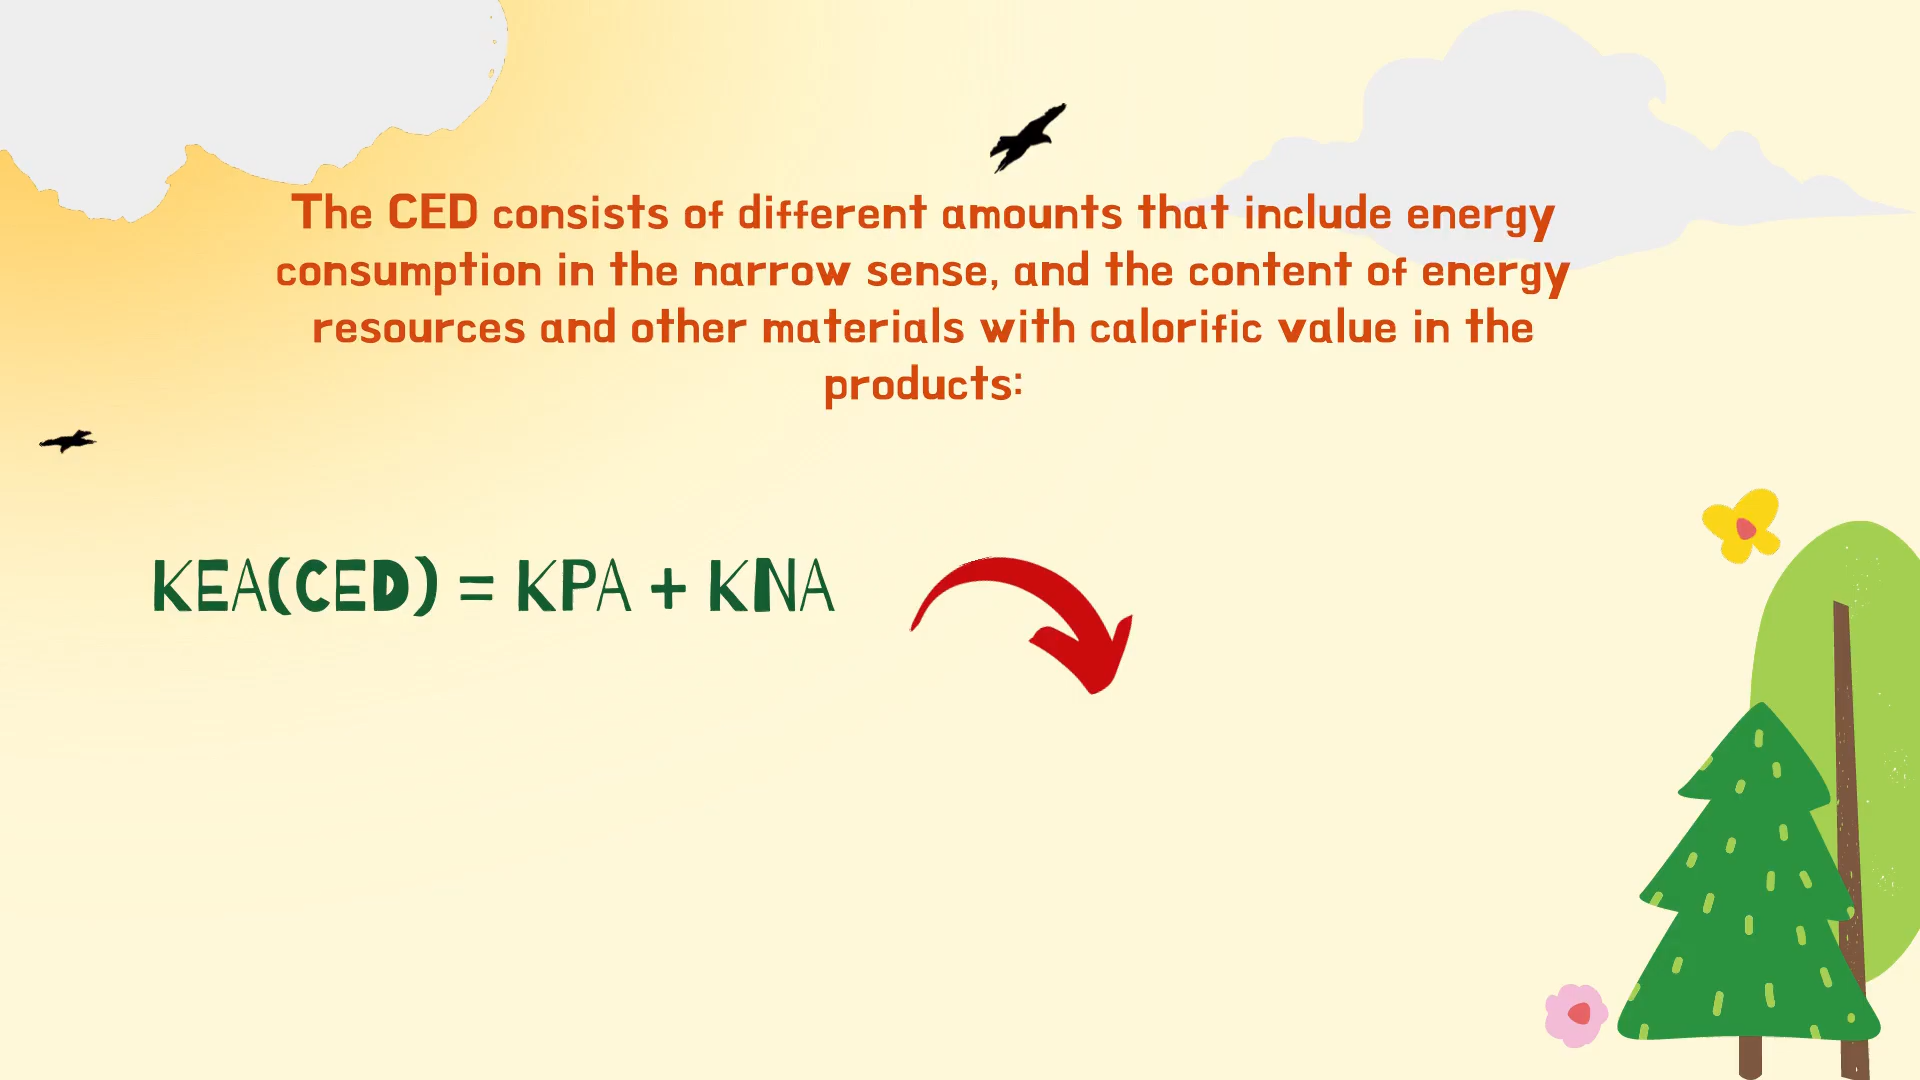 The CED consists of different amounts that include energy
consumption in the narrow sense, and the content of energy
resources and other materials with calorific value in the
products:
KEA(CED) = KPA + KNA